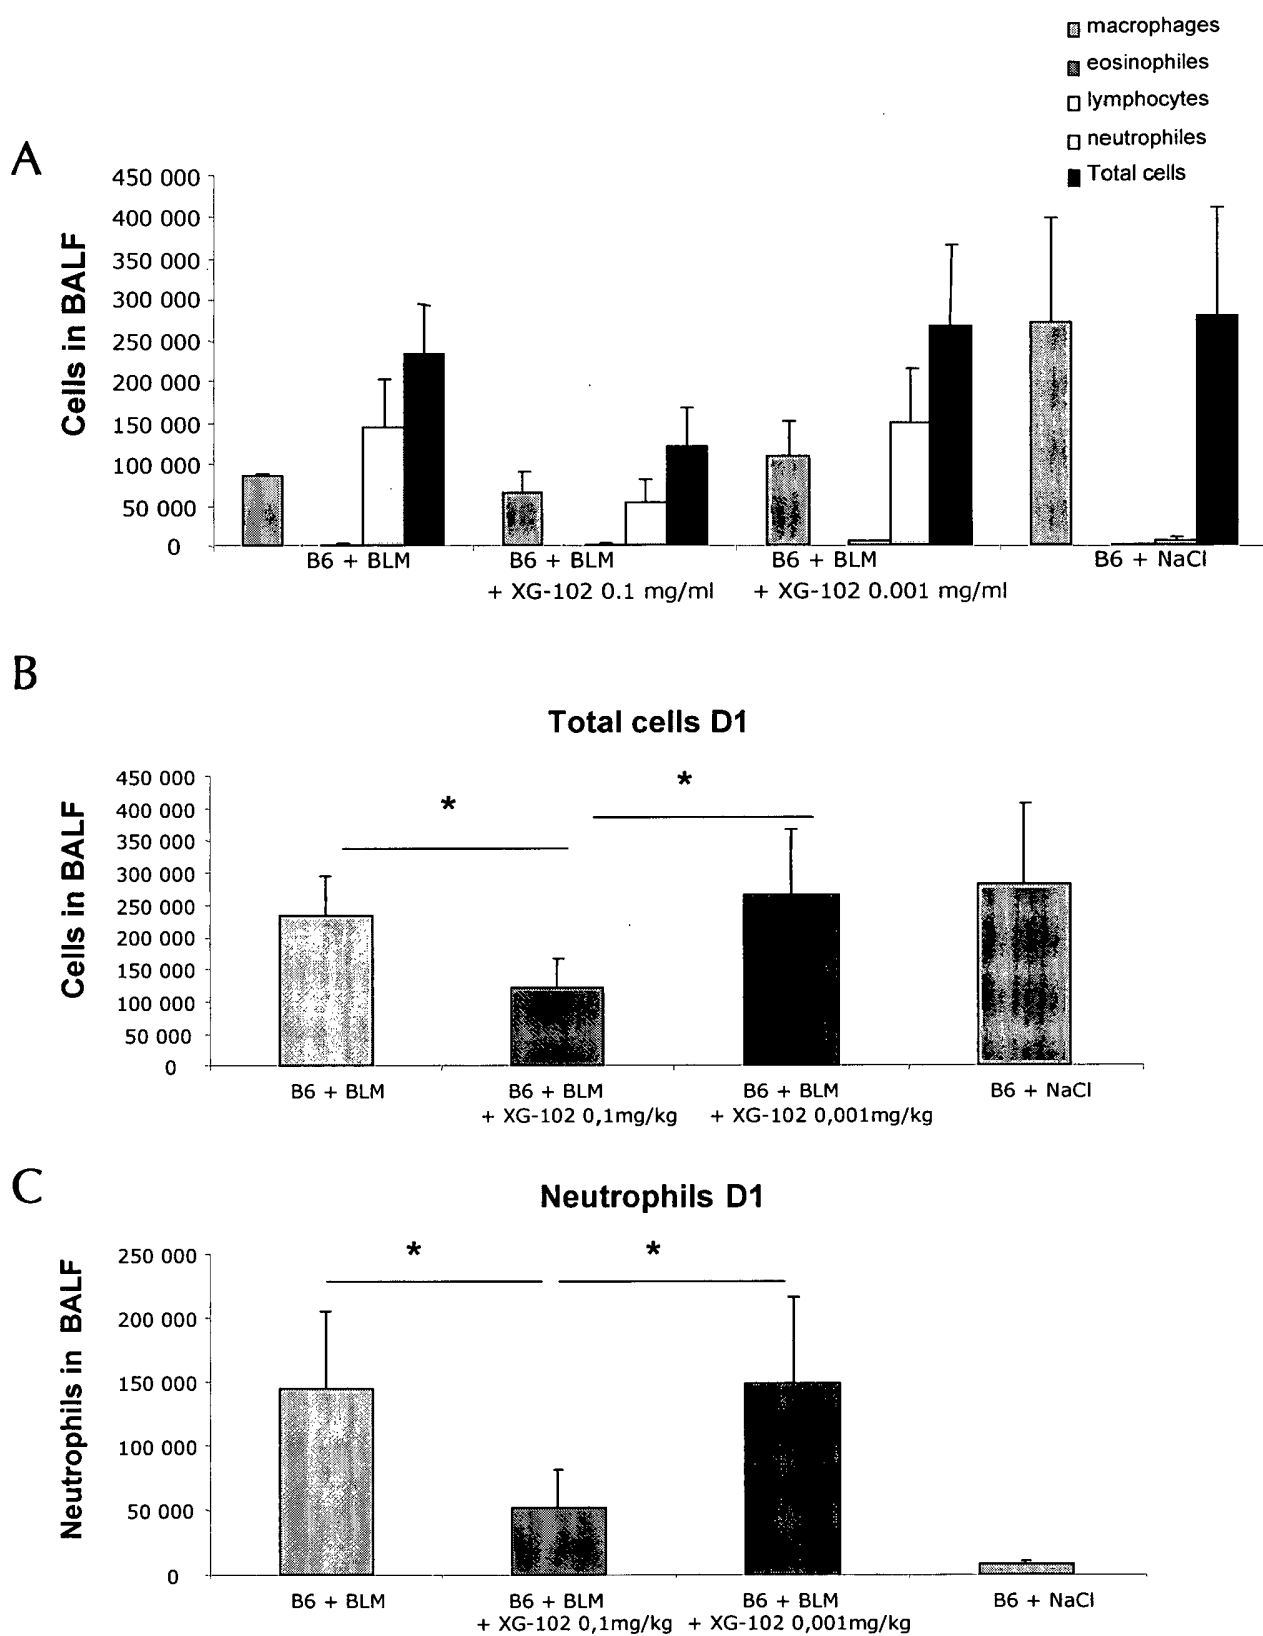 macrophages
eosinophiles
lymphocytes
neutrophiles
Total cells
A
Cells in BALF
450 000
400 000
350 000
300 000
250 000
200 000
150 000
100 000
50 000
0
B6 + BLM
B6 + BLM
B6 + BLM
B6 + NaCl
+ XG-102 0.1 mg/ml
+ XG-102 0.001 mg/ml
B
Total cells D1
Cells in BALF
450 000
400 000
350 000
300 000
250 000
200 000
150 000
100 000
50 000
0
*
*
B6 + BLM
B6 + BLM
B6 + BLM
B6 + NaCl
+ XG-102 0,1mg/kg
+ XG-102 0,001mg/kg
C
Neutrophils D1
Neutrophils in BALF
250 000
200 000
150 000
100 000
50 000
0
*
*
B6 + BLM
B6 + BLM
B6 + BLM
B6 + NaCl
+ XG-102 0,1mg/kg
+ XG-102 0,001mg/kg